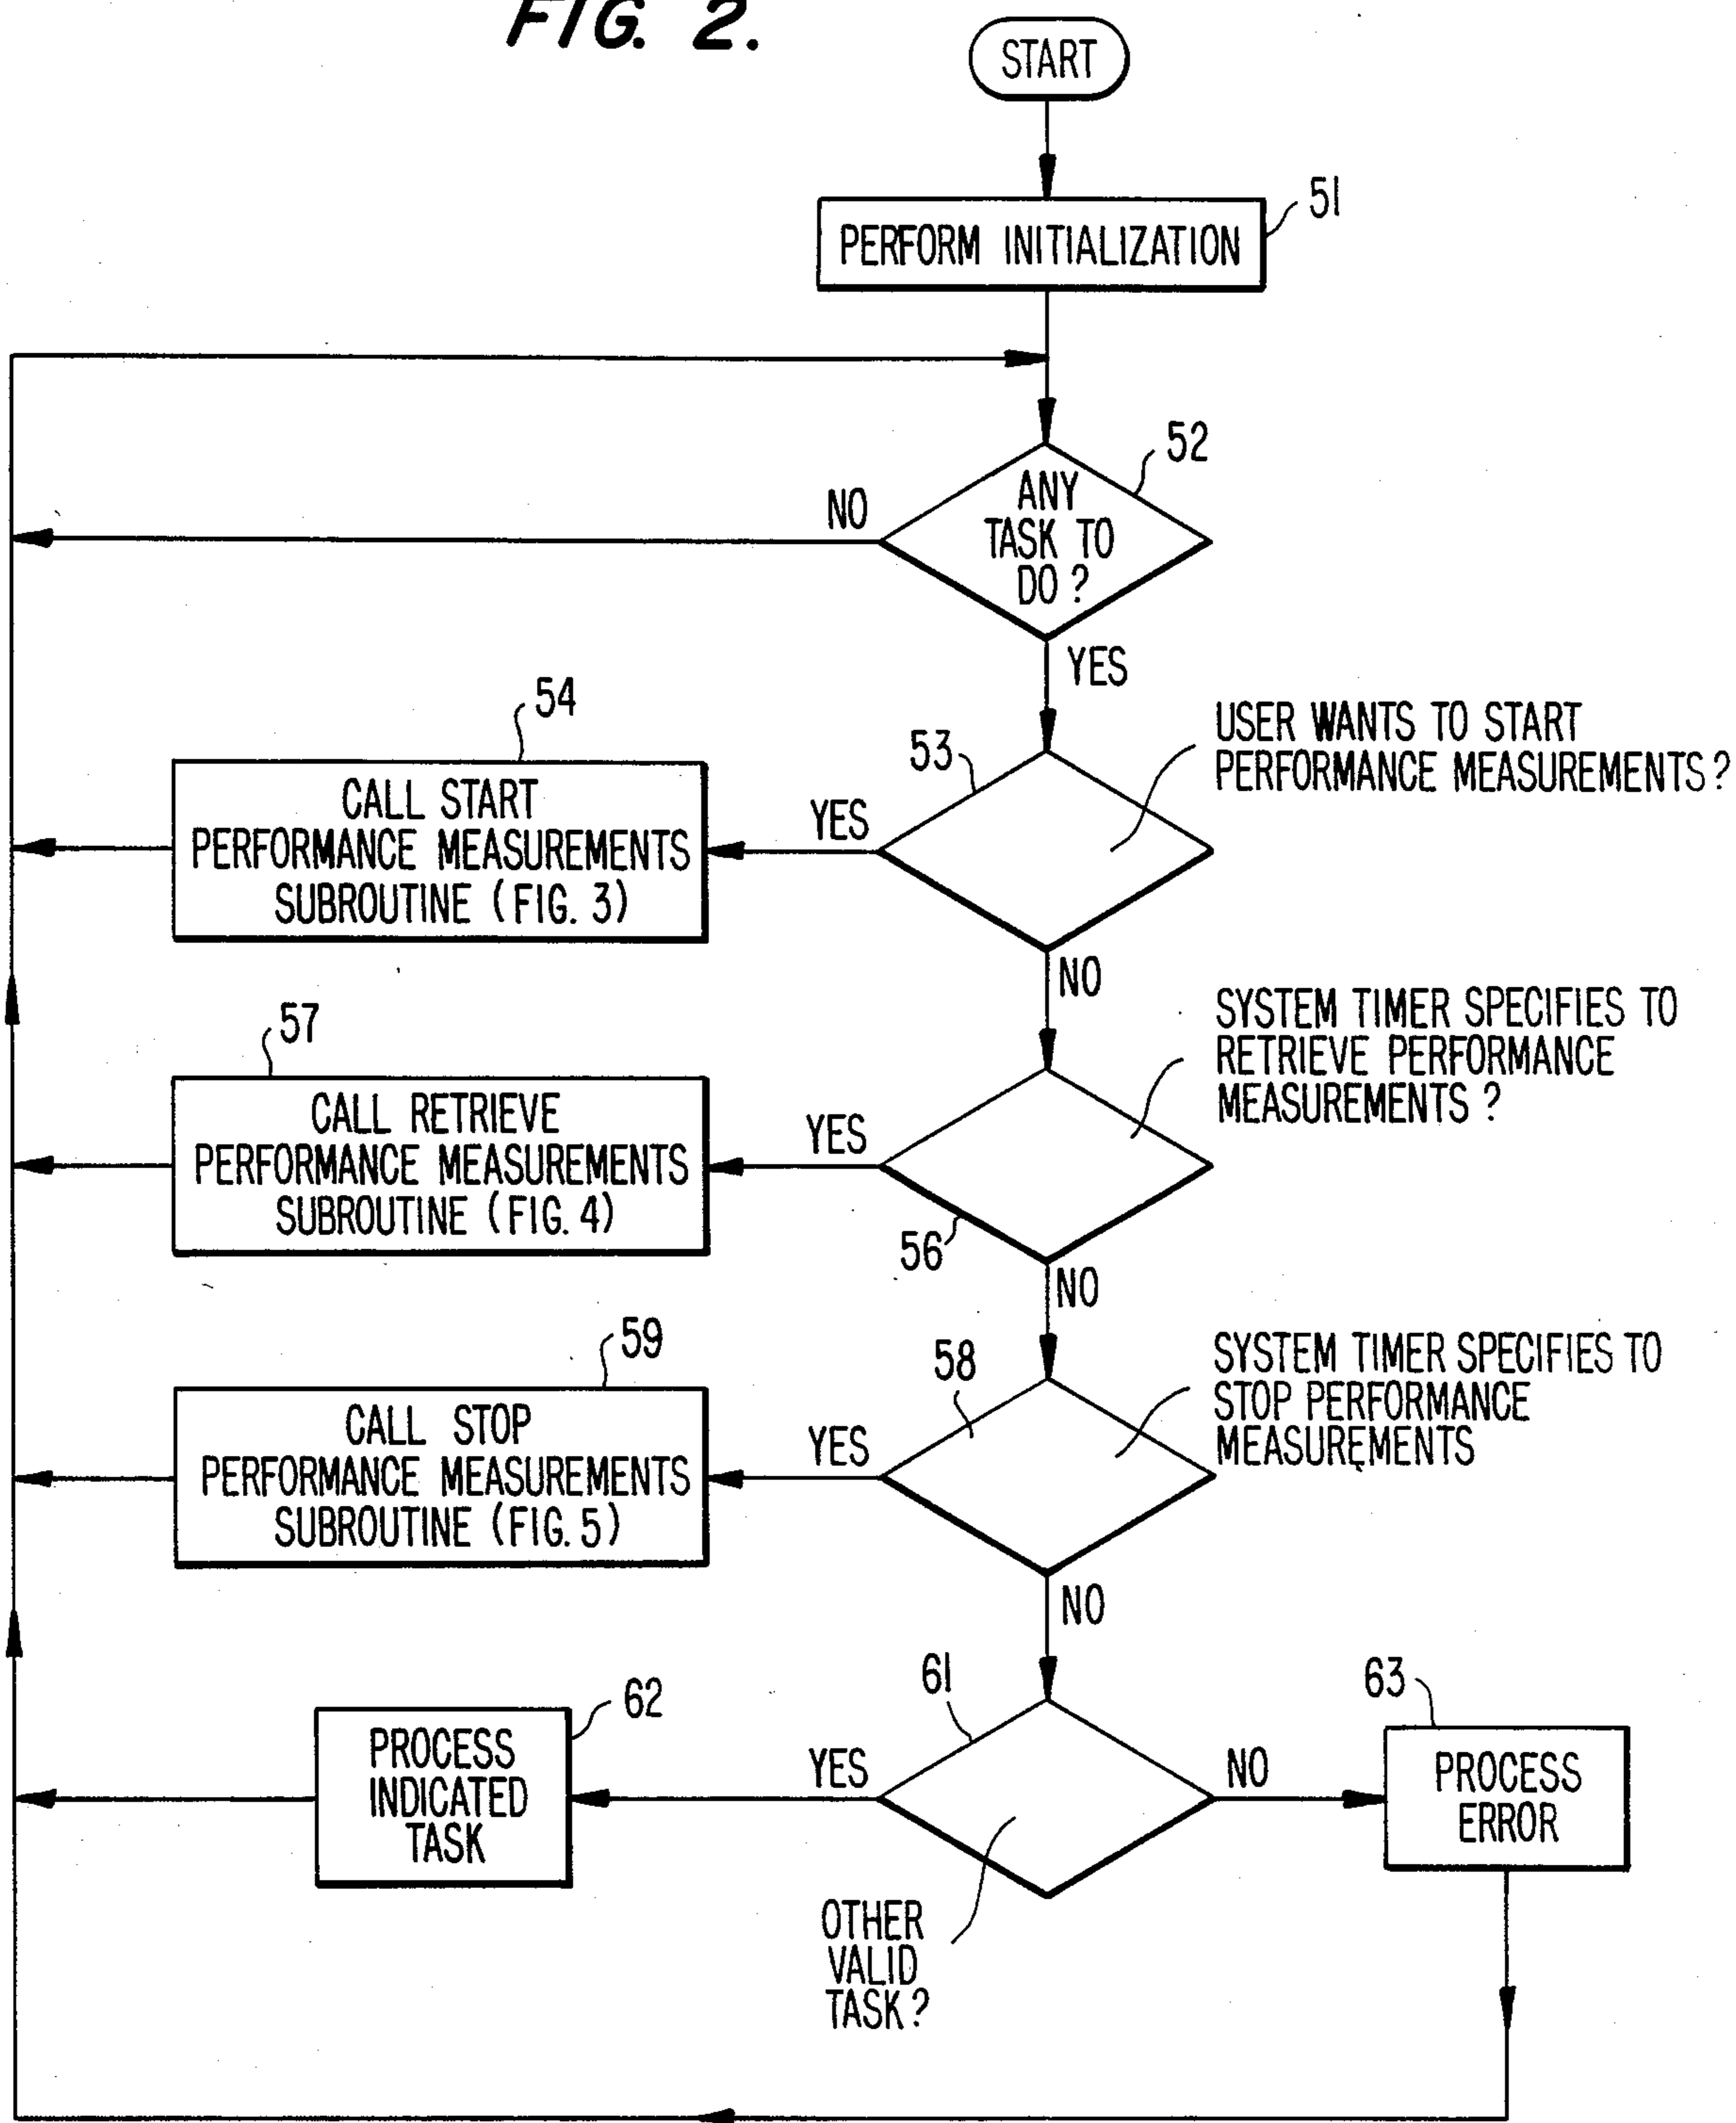 FIG. 2.
START
51
PERFORM INITIALIZATION
52
ANY
TASK TO
DO ?
NO
YES
54
53
USER WANTS TO START
PERFORMANCE MEASUREMENTS ?
CALL START
PERFORMANCE MEASUREMENTS
SUBROUTINE (FIG. 3)
YES
NO
57
SYSTEM TIMER SPECIFIES TO
RETRIEVE PERFORMANCE
MEASUREMENTS ?
CALL RETRIEVE
PERFORMANCE MEASUREMENTS
SUBROUTINE (FIG. 4)
YES
56
NO
59
58
SYSTEM TIMER SPECIFIES TO
STOP PERFORMANCE
MEASUREMENTS
CALL STOP
PERFORMANCE MEASUREMENTS
SUBROUTINE (FIG. 5)
YES
NO
62
61
63
PROCESS
INDICATED
TASK
YES
NO
PROCESS
ERROR
OTHER
VALID
TASK ?